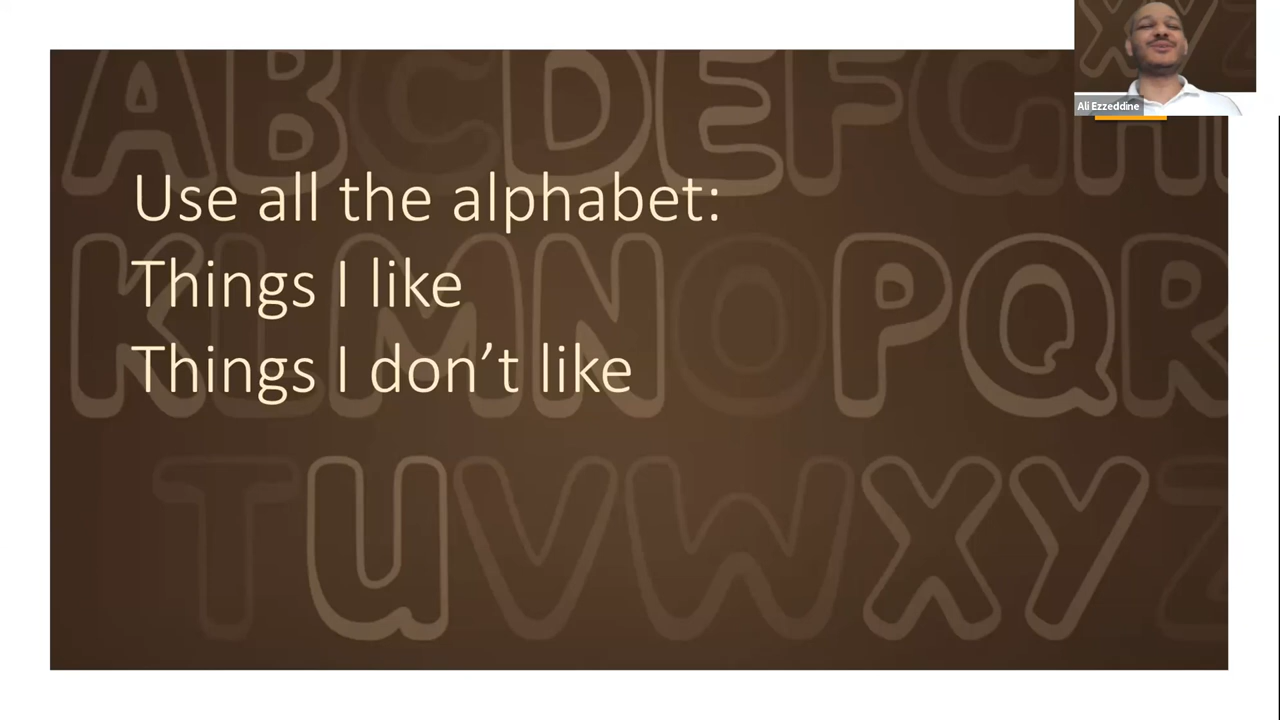 Ali Ezzeddine
A B C D E F G H
Use all the alphabet:
Things I like
Things I don't like
K L M N O P Q R
T U V W X Y Z